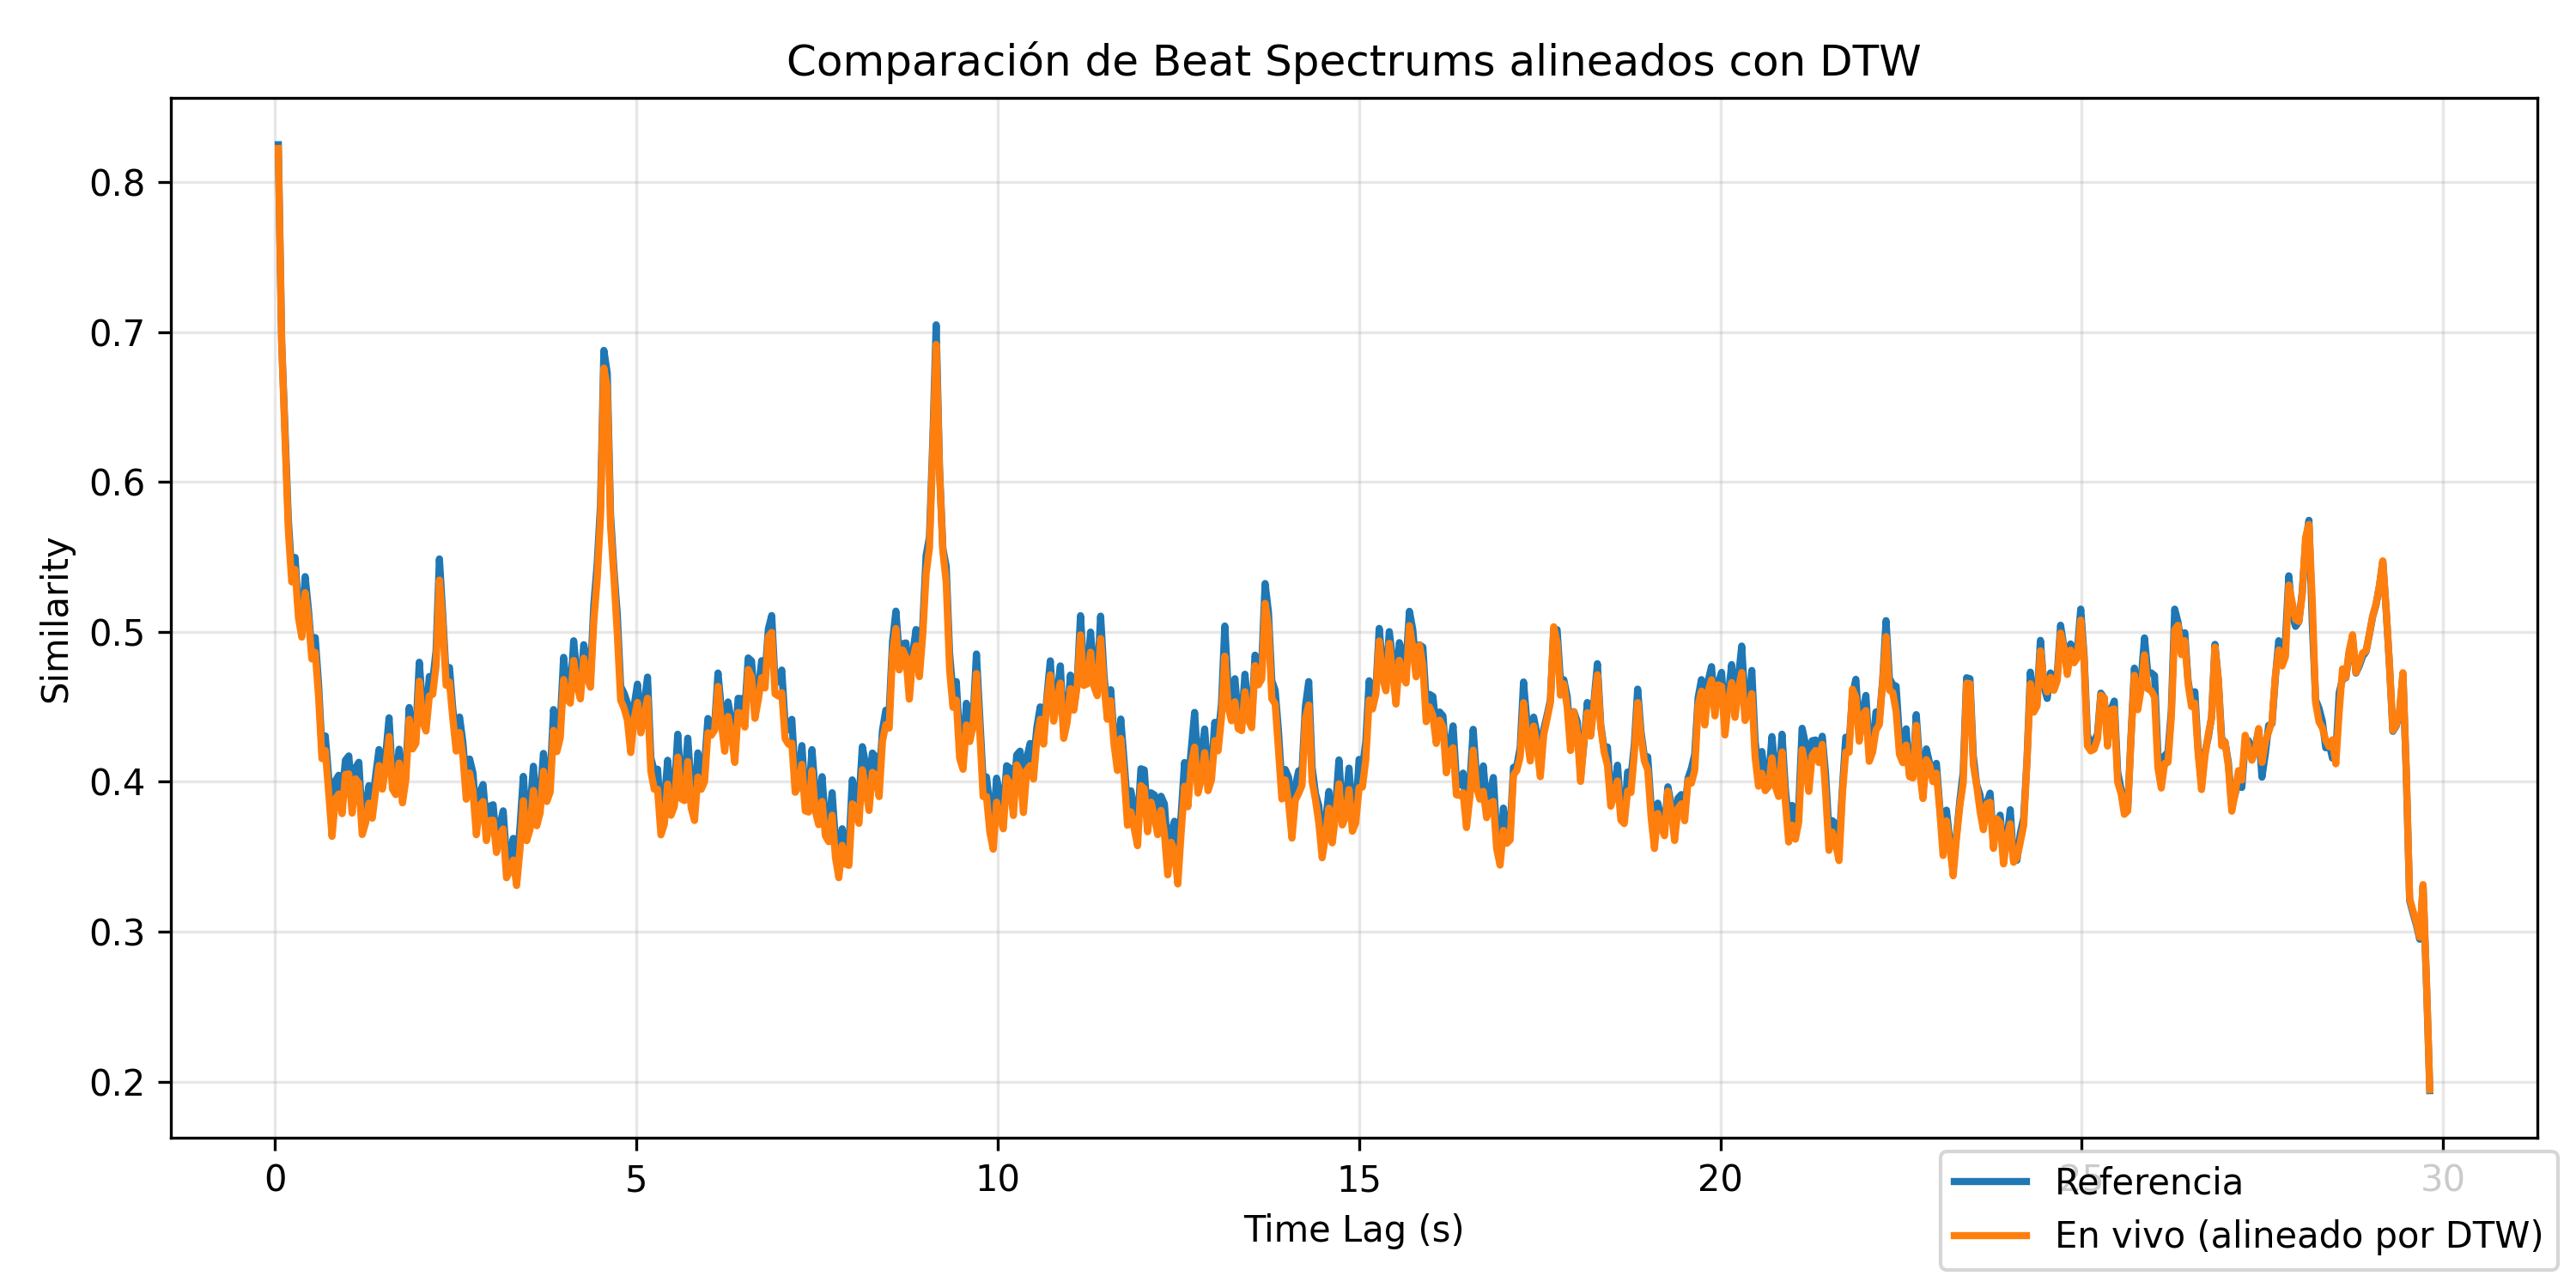 Comparación de Beat Spectrums alineados con DTW
Similarity
0.8
0.7
0.6
0.5
0.4
0.3
0.2
0 5 10 15 20 25 30
Time Lag (s)
Referencia
En vivo (alineado por DTW)